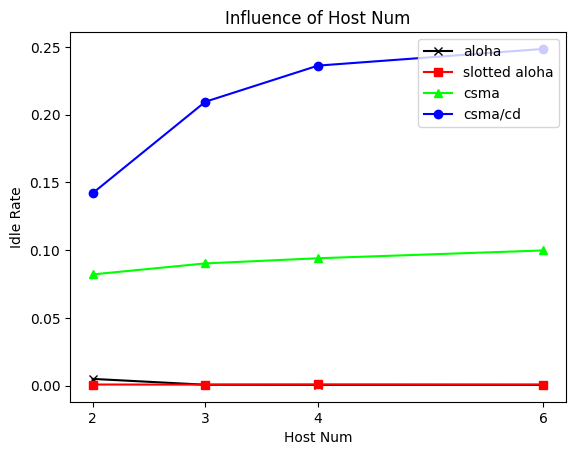 Influence of Host Num
0.25
0.20
0.15
0.10
0.05
0.00
Idle Rate
aloha
slotted aloha
csma
csma/cd
2
3
4
6
Host Num